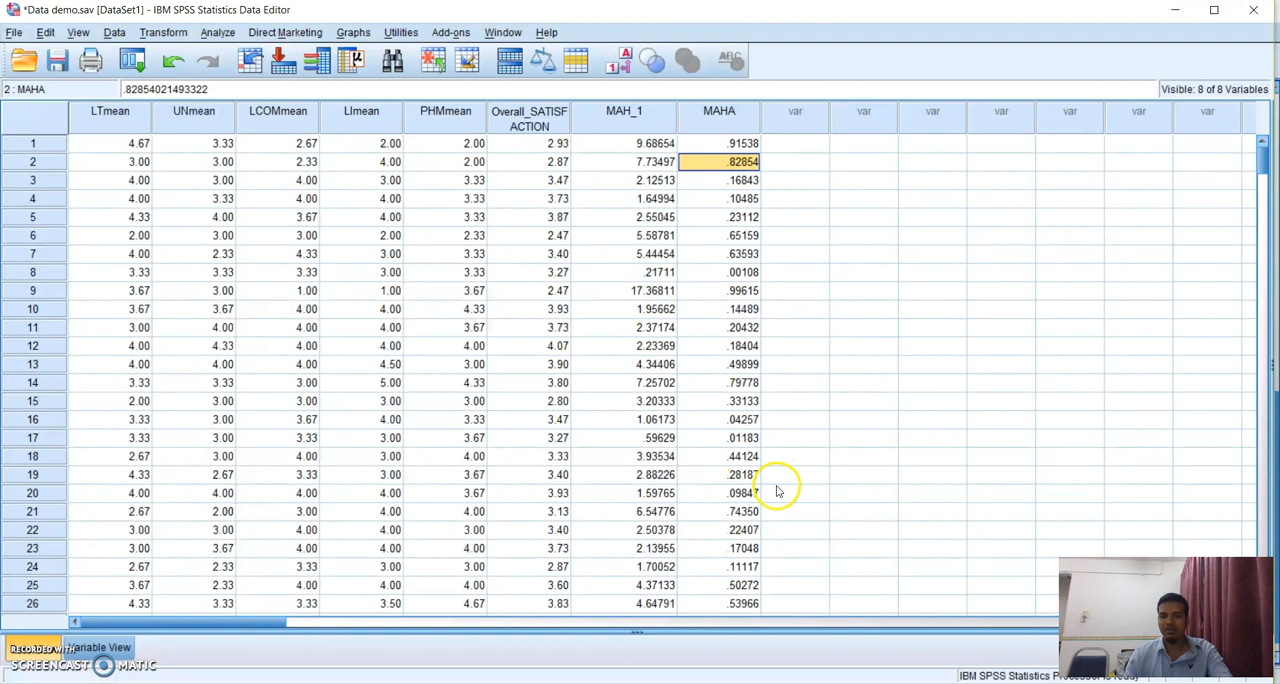 *Data demo.sav [DataSet1] - IBM SPSS Statistics Data Editor
File Edit View Data Transform Analyze Direct Marketing Graphs Utilities Add-ons Window Help
2 : MAHA .82854021493322 Visible: 8 of 8 Variables
LTmean UNmean LCOMmean LImean PHMmean Overall_SATISF MAH_1 MAHA var var var var var var var
ACTION
1 4.67 3.33 2.67 2.00 2.00 2.93 9.68654 .91538
2 3.00 3.00 2.33 4.00 2.00 2.87 7.73497 .82854
3 4.00 3.00 4.00 3.00 3.33 3.47 2.12513 .16843
4 4.00 3.33 4.00 4.00 3.33 3.73 1.64994 .10485
5 4.33 4.00 3.67 4.00 3.33 3.87 2.55045 .23112
6 2.00 3.00 3.00 2.00 2.33 2.47 5.58781 .65159
7 4.00 2.33 4.33 3.00 3.33 3.40 5.44454 .63593
8 3.33 3.33 3.33 3.00 3.33 3.27 .21711 .00108
9 3.67 3.00 1.00 1.00 3.67 2.47 17.36811 .99615
10 3.67 3.67 4.00 4.00 4.33 3.93 1.95662 .14489
11 3.00 4.00 4.00 4.00 3.67 3.73 2.37174 .20432
12 4.00 4.33 4.00 4.00 4.00 4.07 2.23369 .18404
13 4.00 4.00 4.00 4.50 3.00 3.90 4.34406 .49899
14 3.33 3.33 3.00 5.00 4.33 3.80 7.25702 .79778
15 2.00 3.00 3.00 3.00 3.00 2.80 3.20333 .33133
16 3.33 3.00 3.67 4.00 3.33 3.47 1.06173 .04257
17 3.33 3.00 3.33 3.00 3.67 3.27 .59629 .01183
18 2.67 3.00 4.00 3.00 4.00 3.33 3.93534 .44124
19 4.33 2.67 3.33 3.00 3.67 3.40 2.88226 .28187
20 4.00 4.00 4.00 4.00 3.67 3.93 1.59765 .09847
21 2.67 2.00 3.00 4.00 4.00 3.13 6.54776 .74350
22 3.00 3.00 4.00 4.00 3.00 3.40 2.50378 .22407
23 3.00 3.67 4.00 4.00 4.00 3.73 2.13955 .17048
24 2.67 2.33 3.33 3.00 3.00 2.87 1.70052 .11117
25 3.67 2.33 4.00 4.00 4.00 3.60 4.37133 .50272
26 4.33 3.33 3.33 3.50 4.67 3.83 4.64791 .53966
Variable View
RECORDED WITH
SCREENCAST MATIC
IBM SPSS Statistics Processor is ready